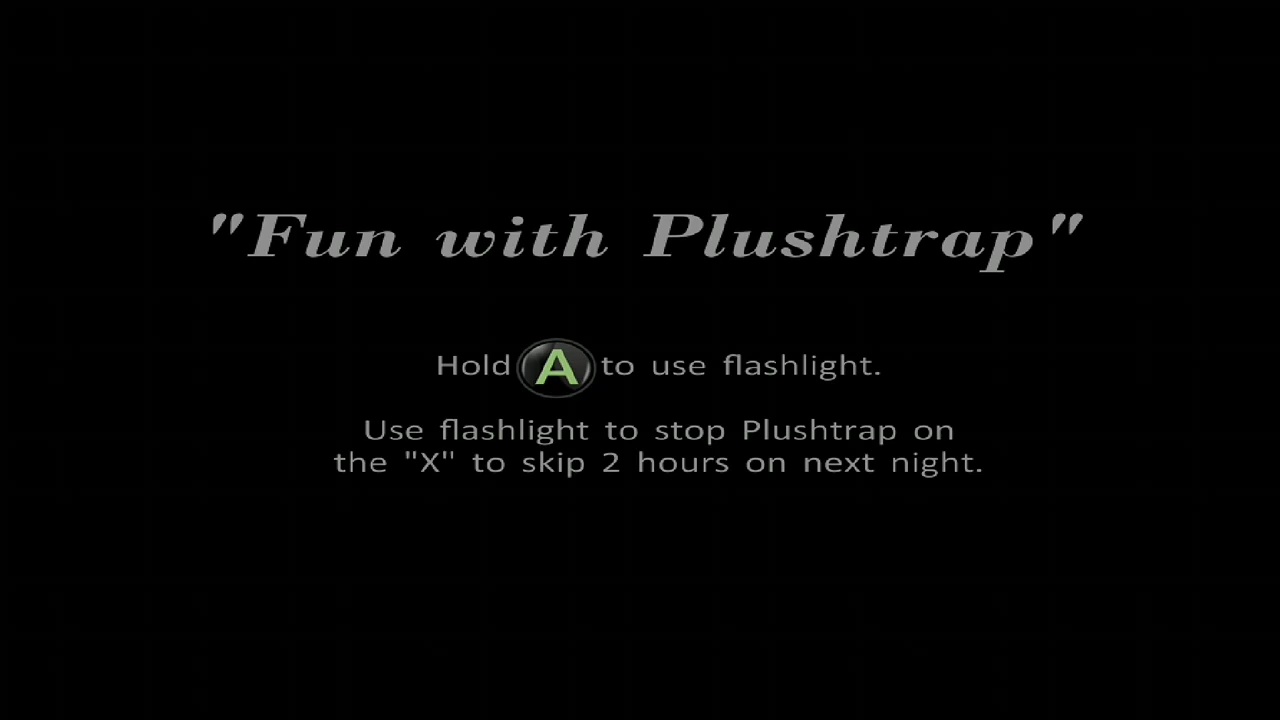 "Fun with Plushtrap"
Hold A to use flashlight.
Use flashlight to stop Plushtrap on
the "X" to skip 2 hours on next night.